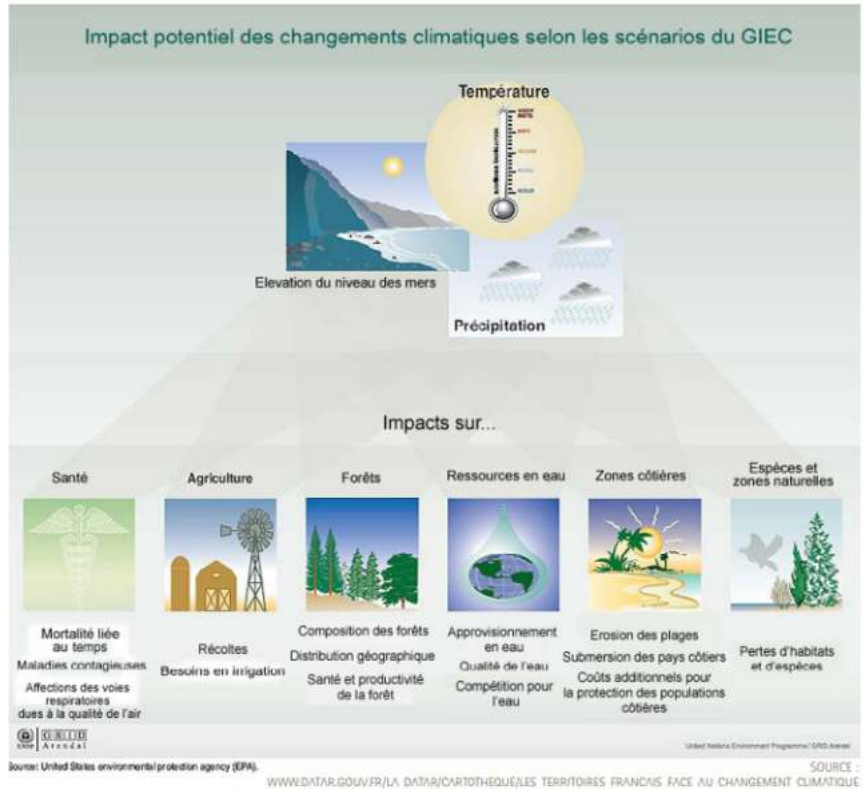 Impact potentiel des changements climatiques selon les scénarios du GIEC
Température
Elevation du niveau des mers
Précipitation
Impacts sur...
Santé
Mortalité liée
au temps
Maladies contagieuses
Affections des voies
respiratoires
dues à la qualité de l'air
Agriculture
Récoltes
Besoins en irrigation
Forêts
Composition des forêts
Distribution géographique
Santé et productivité
de la forêt
Ressources en eau
Approvisionnement
en eau
Qualité de l'eau
Compétition pour
l'eau
Zones côtières
Erosion des plages
Submersion des pays côtiers
Coûts additionnels pour
la protection des populations
côtières
Espèces et
zones naturelles
Pertes d'habitats
et d'espèces
UNEP
GRID
Arendal
United Nations Environment Programme / GRID Arendal
Source: United States environmental protection agency (EPA).
SOURCE :
WWW.DATAR.GOUV.FR/LA DATAR/CARTOTHEQUE/LES TERRITOIRES FRANCAIS FACE AU CHANGEMENT CLIMATIQUE